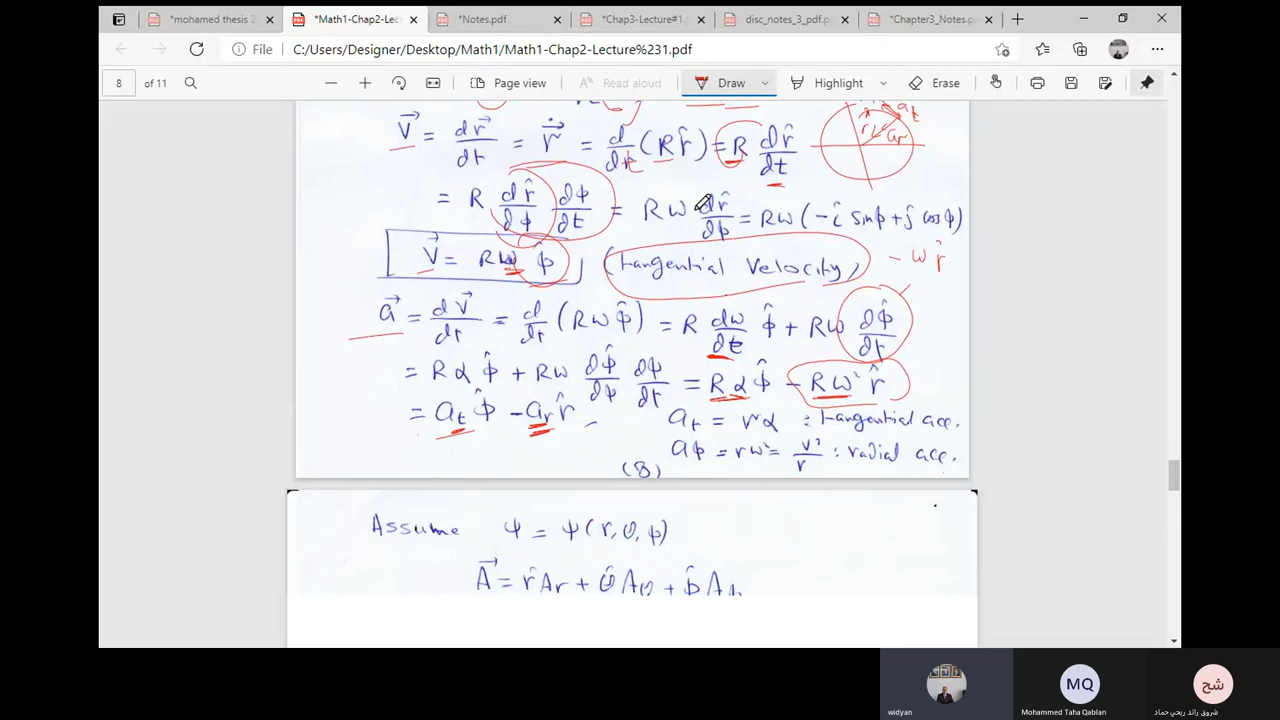 *mohamed thesis 2
*Math1-Chap2-Lect
*Notes.pdf
*Chap3-Lecture#1.
disc_notes_3_pdf.p
*Chapter3_Notes.p
File
C:/Users/Designer/Desktop/Math1/Math1-Chap2-Lecture%231.pdf
8 of 11
Page view
Read aloud
Draw
Highlight
Erase
V⃗ = dr⃗/dt = ṙ⃗ = d/dt (R r̂) = R dr̂/dt
r at ar
= R dr̂/dϕ dϕ/dt = Rω dr̂/dϕ = Rω(-î sinϕ + ĵ cosϕ)
V⃗ = Rω ϕ̂ (tangential velocity) - ω r̂
a⃗ = dV⃗/dt = d/dt (Rω ϕ̂) = R dω/dt ϕ̂ + Rω dϕ̂/dt
= Rα ϕ̂ + Rω dϕ̂/dϕ dϕ/dt = Rα ϕ̂ - Rω² r̂
= at ϕ̂ - ar r̂
at = rα : tangential acc.
aϕ = rω² = v²/r : radial acc.
(8)
Assume ψ = ψ(r, θ, ϕ)
A⃗ = r̂ Ar + θ̂ Aθ + ϕ̂ Aϕ
widyan
MQ
Mohammed Taha Qablan
شح
شروق رائد ربحي حماد